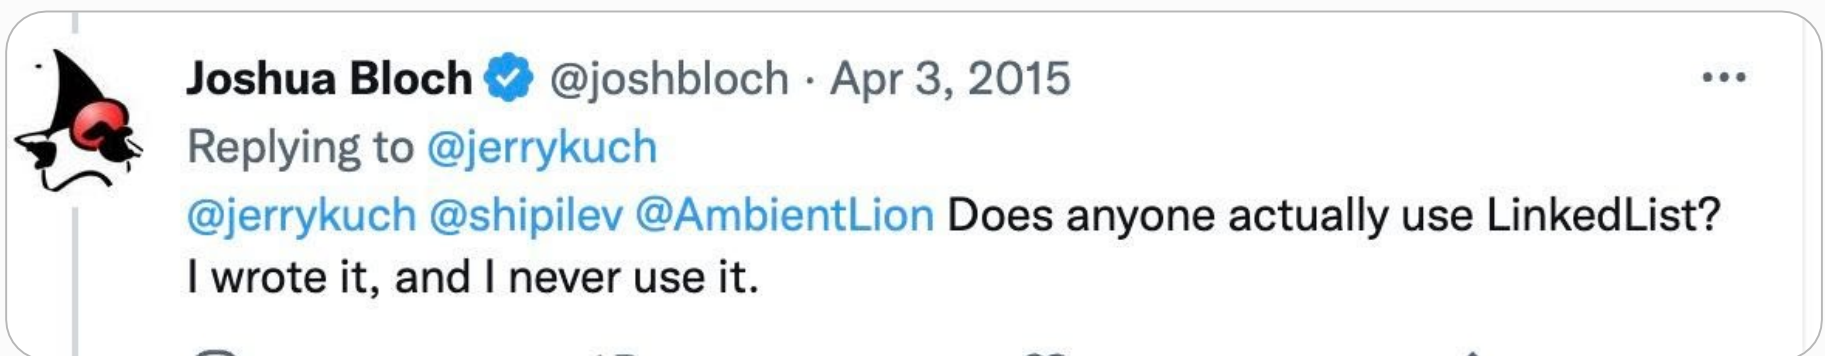 Joshua Bloch @joshbloch · Apr 3, 2015
Replying to @jerrykuch
@jerrykuch @shipilev @AmbientLion Does anyone actually use LinkedList?
I wrote it, and I never use it.